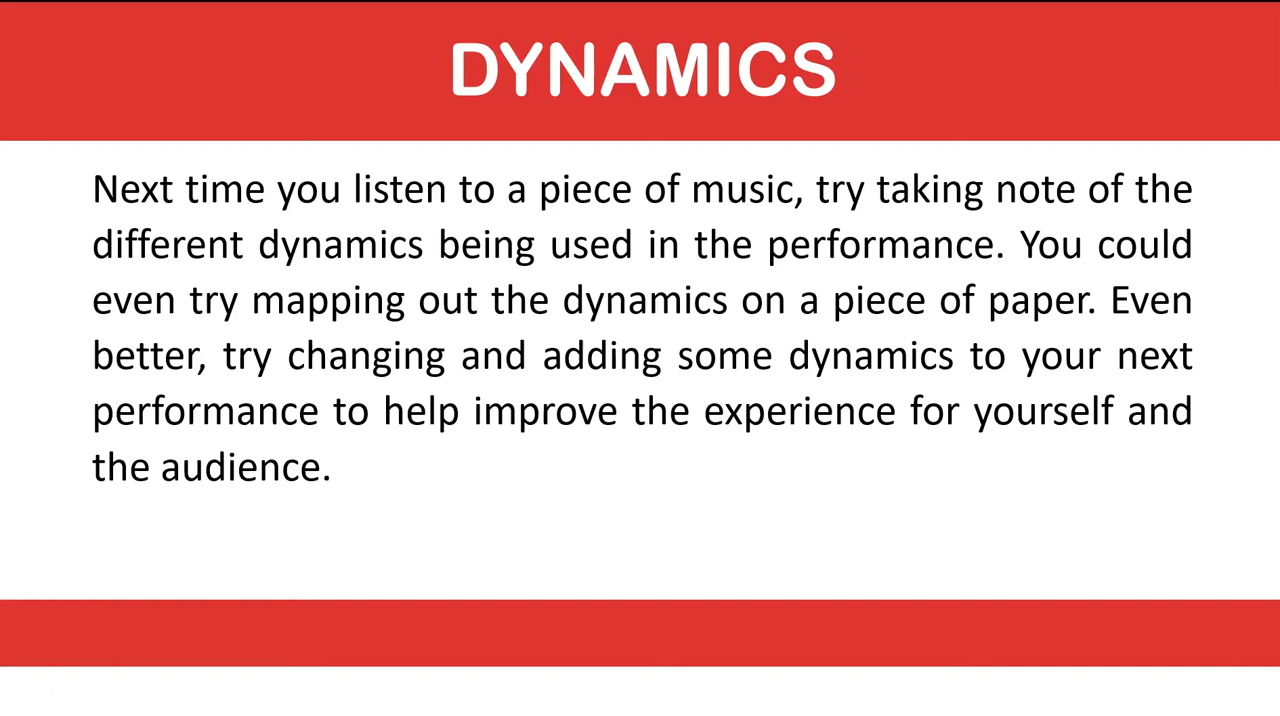 DYNAMICS
Next time you listen to a piece of music, try taking note of the
different dynamics being used in the performance. You could
even try mapping out the dynamics on a piece of paper. Even
better, try changing and adding some dynamics to your next
performance to help improve the experience for yourself and
the audience.